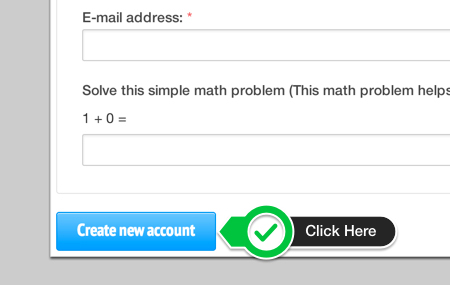 E-mail address: *
Solve this simple math problem (This math problem helps
1 + 0 =
Create new account
Click Here